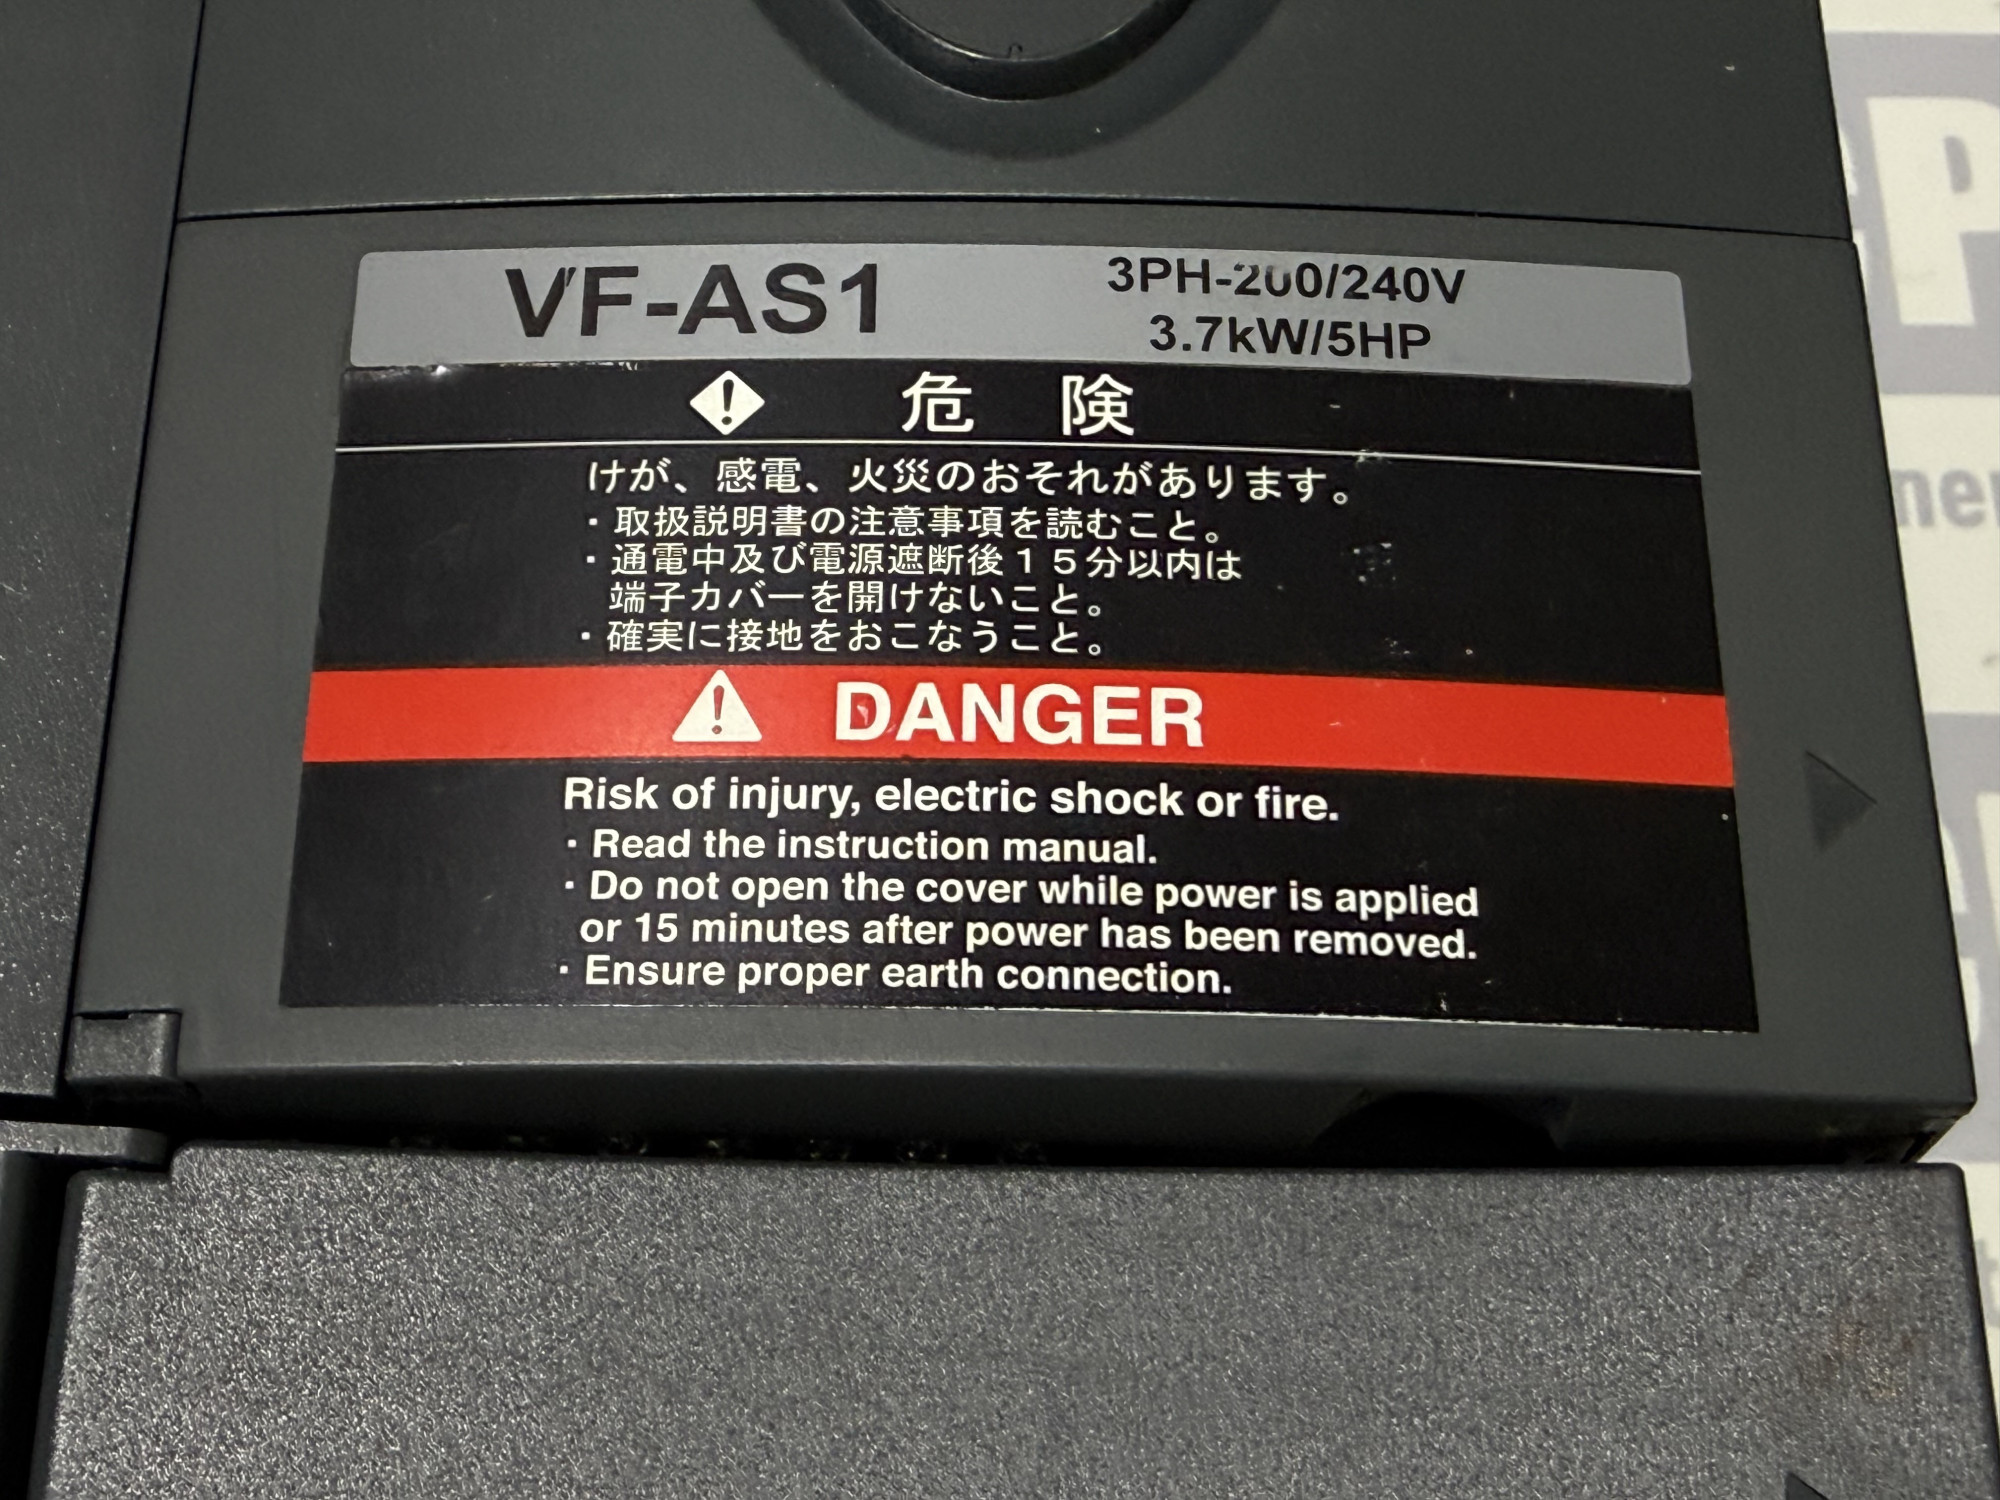 VF-AS1
3PH-200/240V
3.7kW/5HP
危 険
けが、感電、火災のおそれがあります。
・取扱説明書の注意事項を読むこと。
・通電中及び電源遮断後１５分以内は
端子カバーを開けないこと。
・確実に接地をおこなうこと。
DANGER
Risk of injury, electric shock or fire.
· Read the instruction manual.
· Do not open the cover while power is applied
or 15 minutes after power has been removed.
· Ensure proper earth connection.